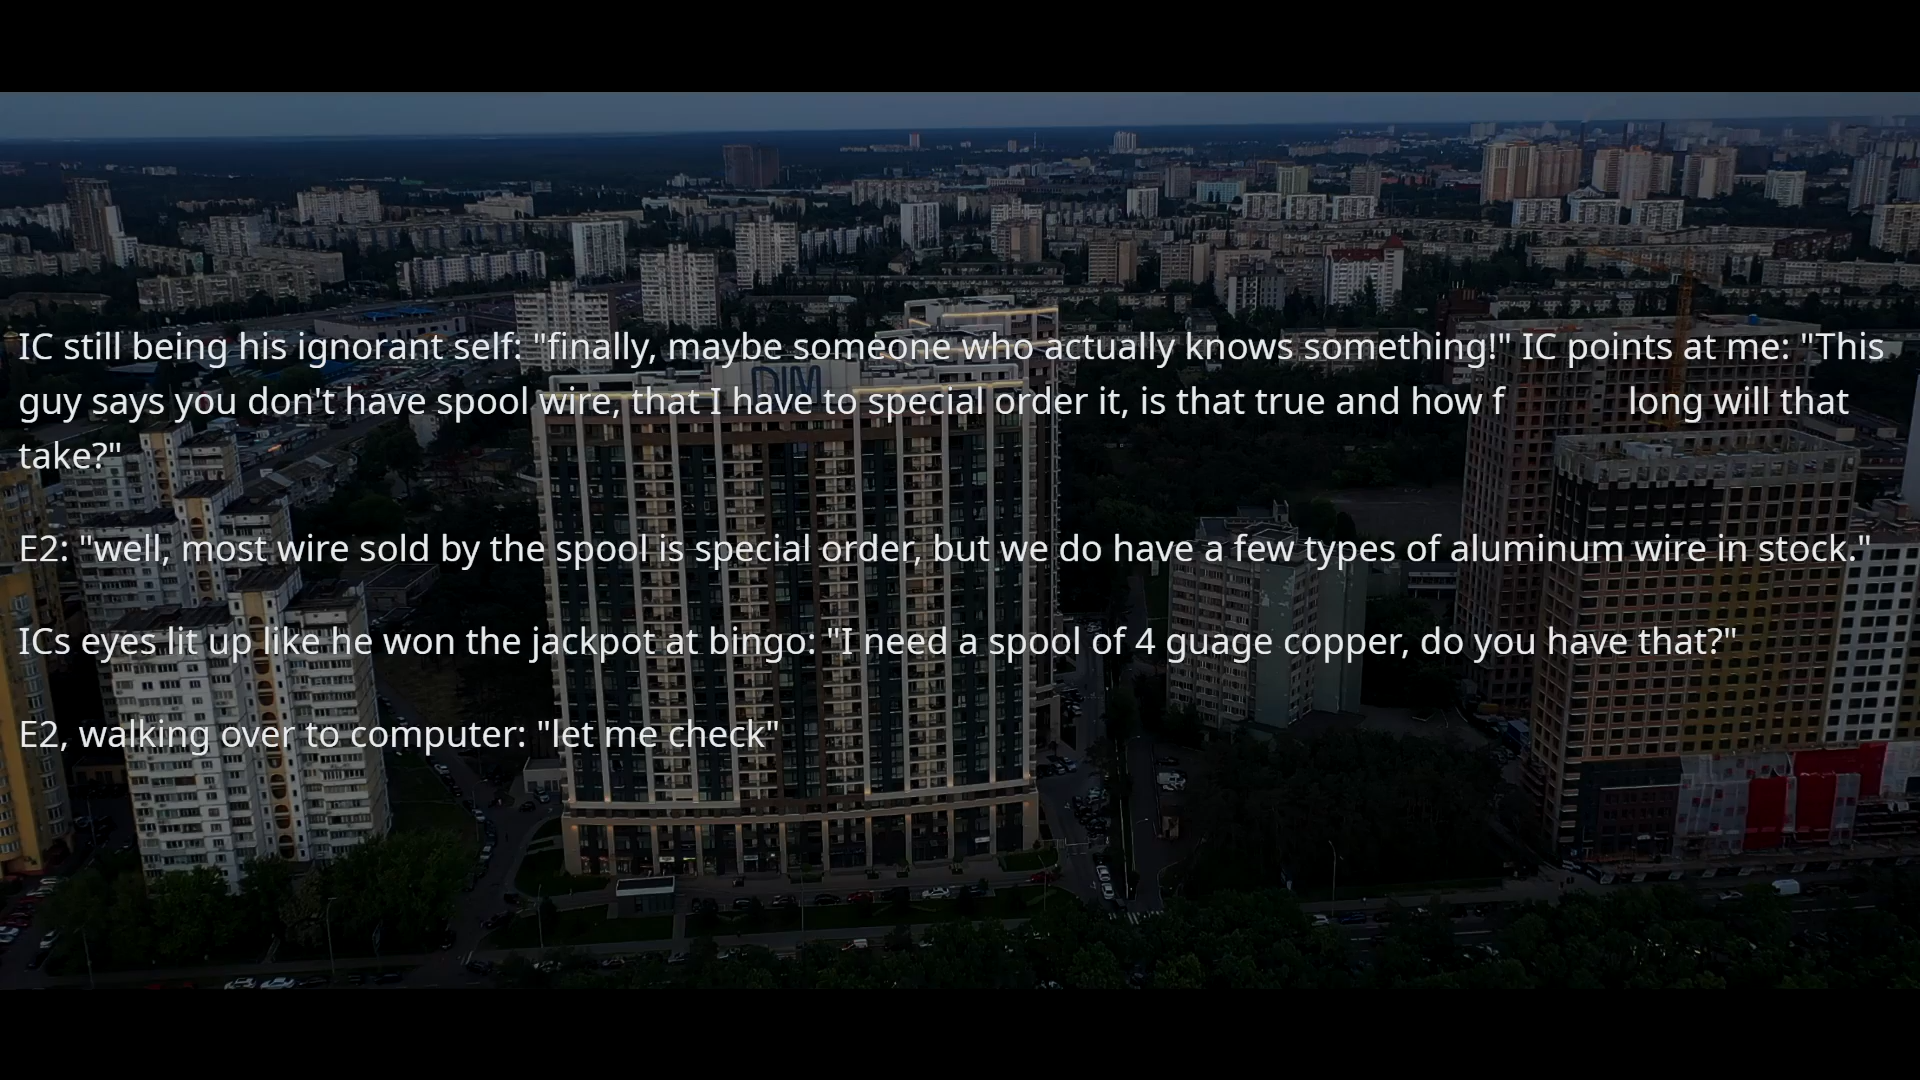 IC still being his ignorant self: "finally, maybe someone who actually knows something!" IC points at me: "This
guy says you don't have spool wire, that I have to special order it, is that true and how f long will that
take?"
E2: "well, most wire sold by the spool is special order, but we do have a few types of aluminum wire in stock."
ICs eyes lit up like he won the jackpot at bingo: "I need a spool of 4 guage copper, do you have that?"
E2, walking over to computer: "let me check"
DIM